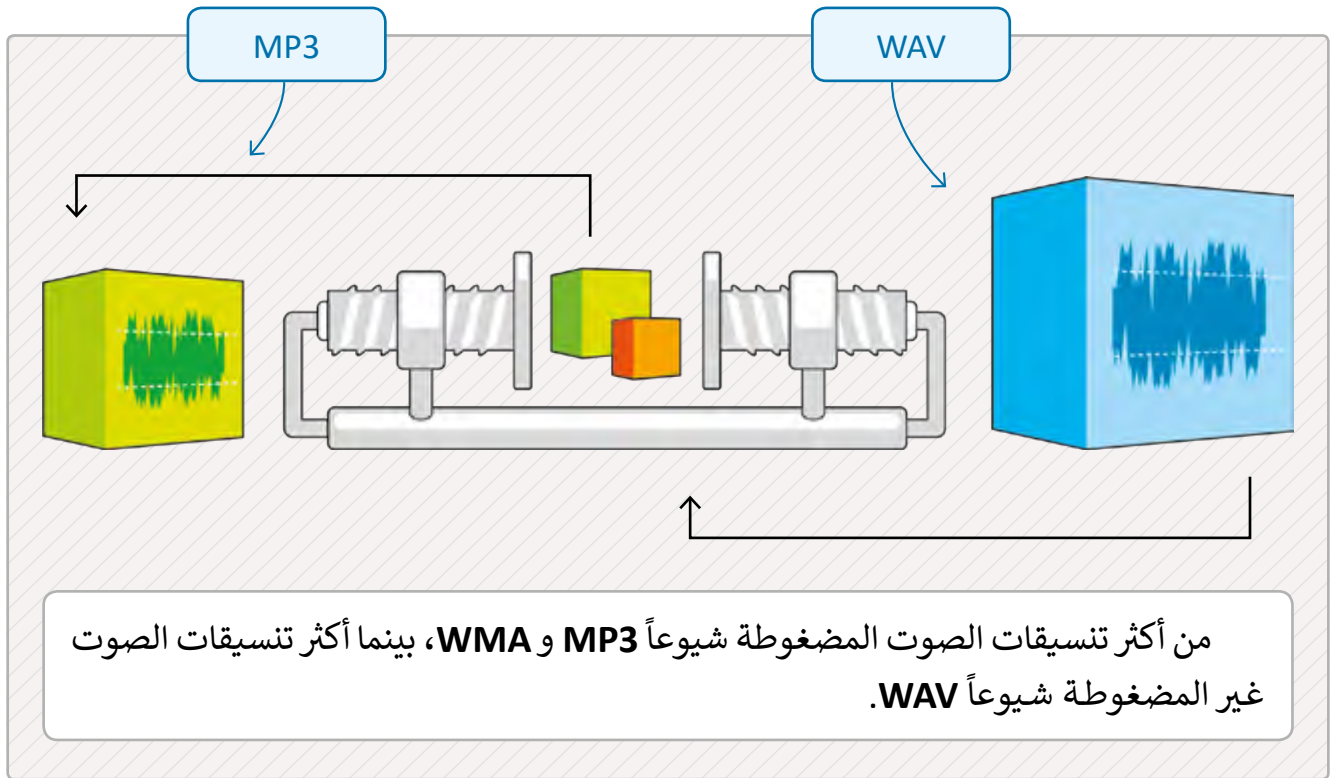 MP3
WAV
من أكثر تنسيقات الصوت المضغوطة شيوعاً MP3 و WMA، بينما أكثر تنسيقات الصوت
غير المضغوطة شيوعاً WAV.